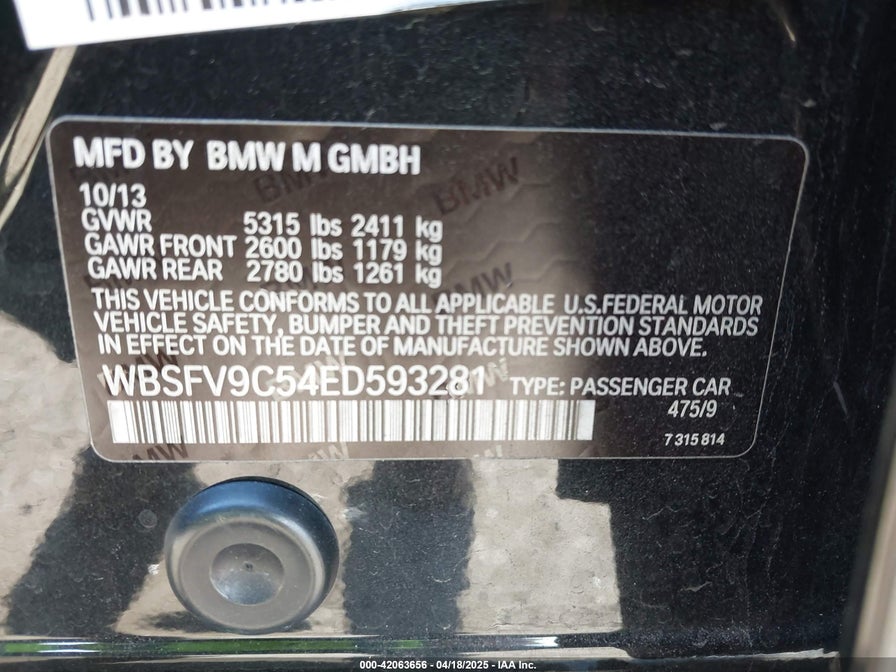 MFD BY BMW M GMBH
10/13
GVWR 5315 lbs 2411 kg
GAWR FRONT 2600 lbs 1179 kg
GAWR REAR 2780 lbs 1261 kg
THIS VEHICLE CONFORMS TO ALL APPLICABLE U.S.FEDERAL MOTOR
VEHICLE SAFETY, BUMPER AND THEFT PREVENTION STANDARDS
IN EFFECT ON THE DATE OF MANUFACTURE SHOWN ABOVE.
WBSFV9C54ED593281 TYPE: PASSENGER CAR
475/9
7 315 814
000-42063656 - 04/18/2025 - IAA Inc.